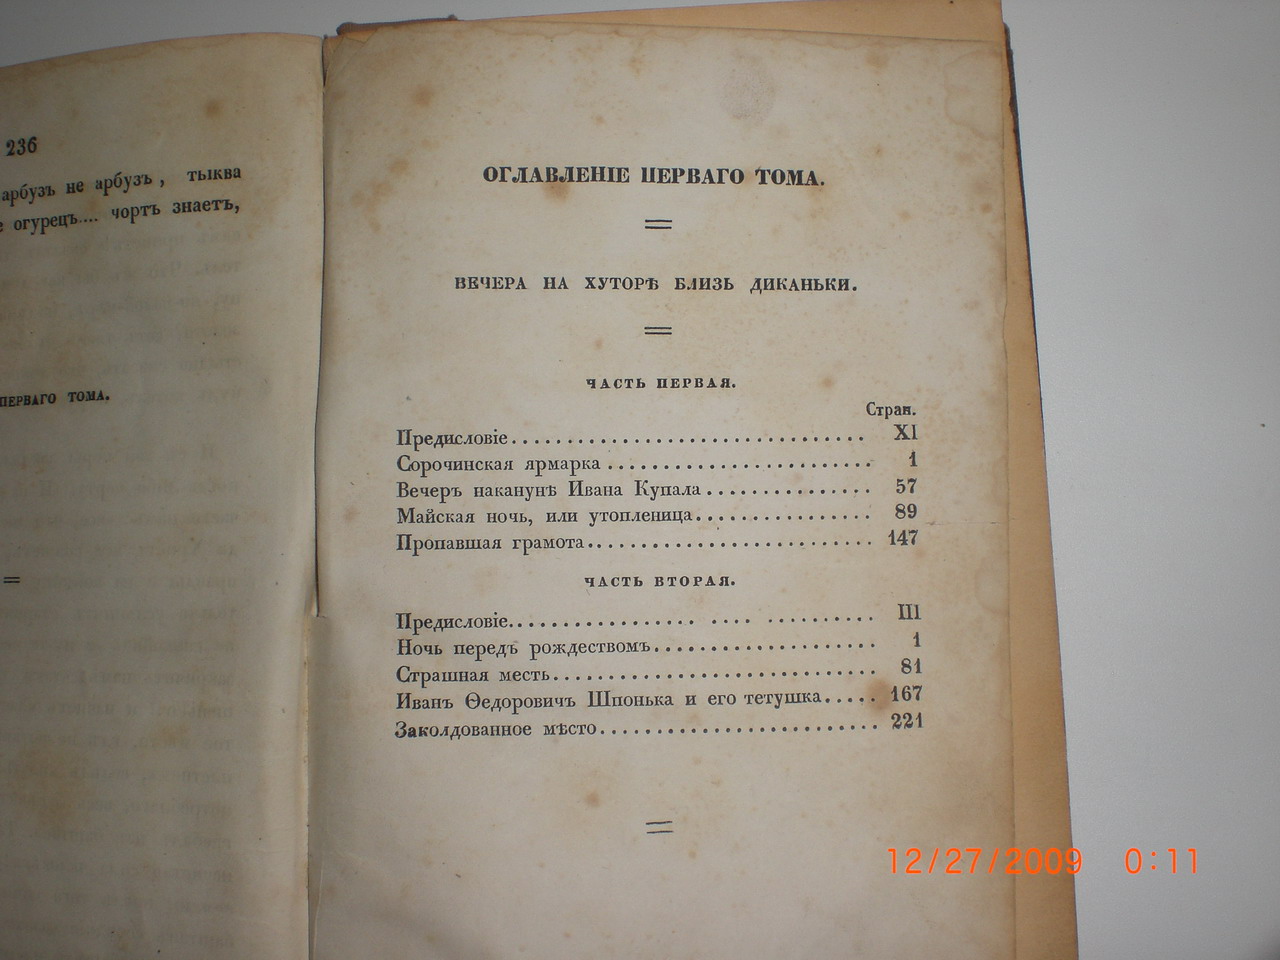 236
арбузъ не арбузъ, тыква
огурецъ.... чортъ знаетъ,
ПЕРВАГО ТОМА.
ОГЛАВЛЕНІЕ ПЕРВАГО ТОМА.
ВЕЧЕРА НА ХУТОРѢ БЛИЗЬ ДИКАНЬКИ.
ЧАСТЬ ПЕРВАЯ.
Стран.
Предисловіе................................ XI
Сорочинская ярмарка........................ 1
Вечеръ наканунѣ Ивана Купала............... 57
Майская ночь, или утопленица............... 89
Пропавшая грамота......................... 147
ЧАСТЬ ВТОРАЯ.
Предисловіе................. .... .......... III
Ночь передъ рождествомъ.................... 1
Страшная месть............................. 81
Иванъ Ѳедоровичъ Шпонька и его тетушка..... 167
Заколдованное мѣсто........................ 221
12/27/2009 0:11